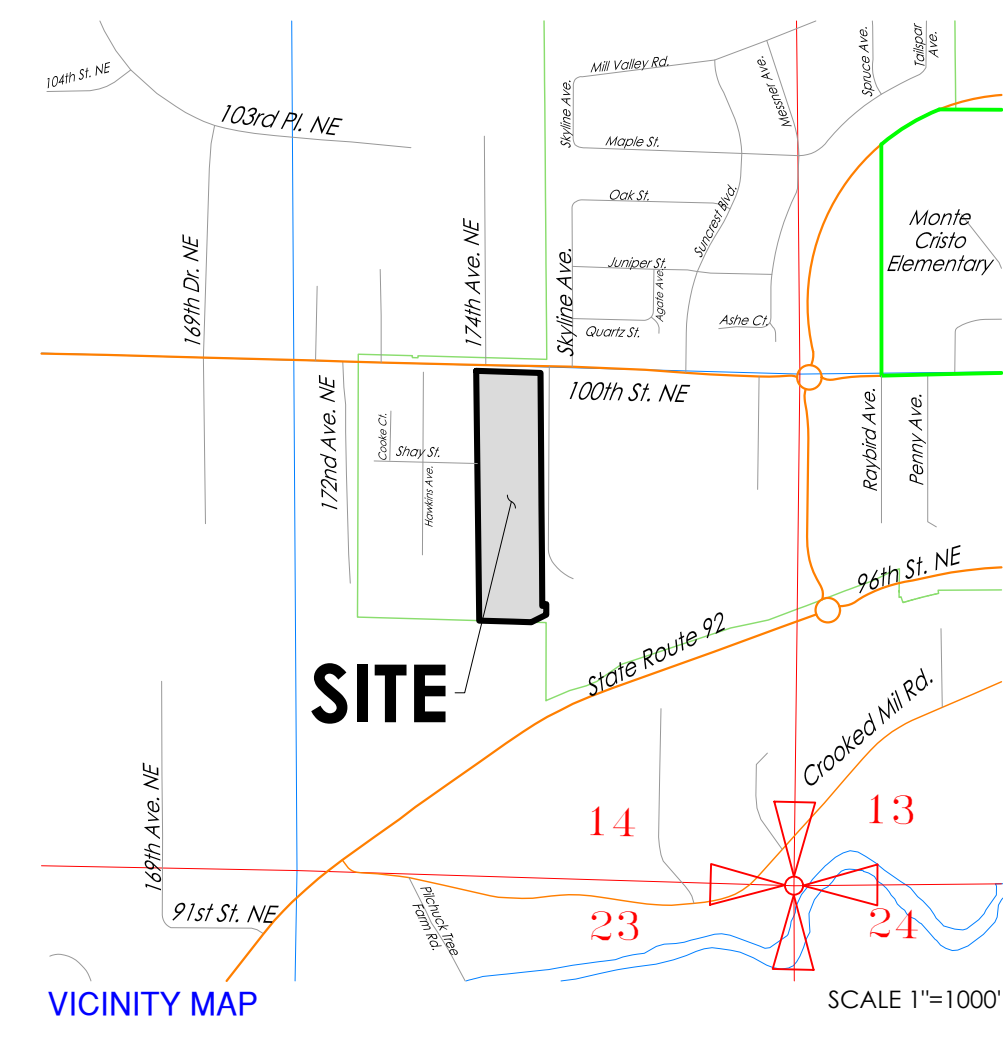 104th St. NE
103rd Pl. NE
Mill Valley Rd.
Skyline Ave.
Messner Ave.
Spruce Ave.
Tailspar
Ave.
Maple St.
Oak St.
Suncrest Blvd.
Monte
Cristo
Elementary
169th Dr. NE
174th Ave. NE
Skyline Ave.
Juniper St.
Agate Ave.
Quartz St.
Ashe Ct.
100th St. NE
172nd Ave. NE
Cooke Ct.
Shay St.
Hawkins Ave.
Raybird Ave.
Penny Ave.
96th St. NE
State Route 92
SITE
Crooked Mil Rd.
169th Ave. NE
14
13
91st St. NE
Pilchuck Tree
Farm Rd.
23
24
VICINITY MAP
SCALE 1"=1000'